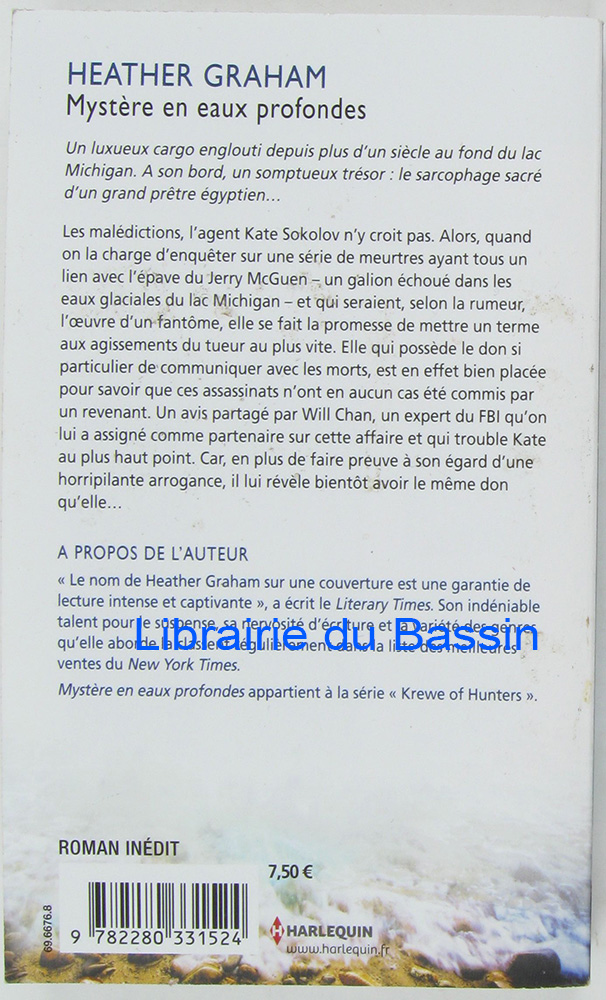 HEATHER GRAHAM
Mystère en eaux profondes
Un luxueux cargo englouti depuis plus d'un siècle au fond du lac
Michigan. A son bord, un somptueux trésor : le sarcophage sacré
d'un grand prêtre égyptien…
Les malédictions, l'agent Kate Sokolov n'y croit pas. Alors, quand
on la charge d'enquêter sur une série de meurtres ayant tous un
lien avec l'épave du Jerry McGuen – un galion échoué dans les
eaux glaciales du lac Michigan – et qui seraient, selon la rumeur,
l'œuvre d'un fantôme, elle se fait la promesse de mettre un terme
aux agissements du tueur au plus vite. Elle qui possède le don si
particulier de communiquer avec les morts, est en effet bien placée
pour savoir que ces assassinats n'ont en aucun cas été commis par
un revenant. Un avis partagé par Will Chan, un expert du FBI qu'on
lui a assigné comme partenaire sur cette affaire et qui trouble Kate
au plus haut point. Car, en plus de faire preuve à son égard d'une
horripilante arrogance, il lui révèle bientôt avoir le même don
qu'elle…
A PROPOS DE L'AUTEUR
« Le nom de Heather Graham sur une couverture est une garantie de
lecture intense et captivante », a écrit le Literary Times. Son indéniable
talent pour le suspense, sa nervosité d'écriture et la variété des genres
qu'elle aborde la classent régulièrement dans la liste des meilleures
ventes du New York Times.
Librairie du Bassin
Mystère en eaux profondes appartient à la série « Krewe of Hunters ».
ROMAN INÉDIT
7,50 €
69.6676.8
9 782280 331524
HARLEQUIN
www.harlequin.fr